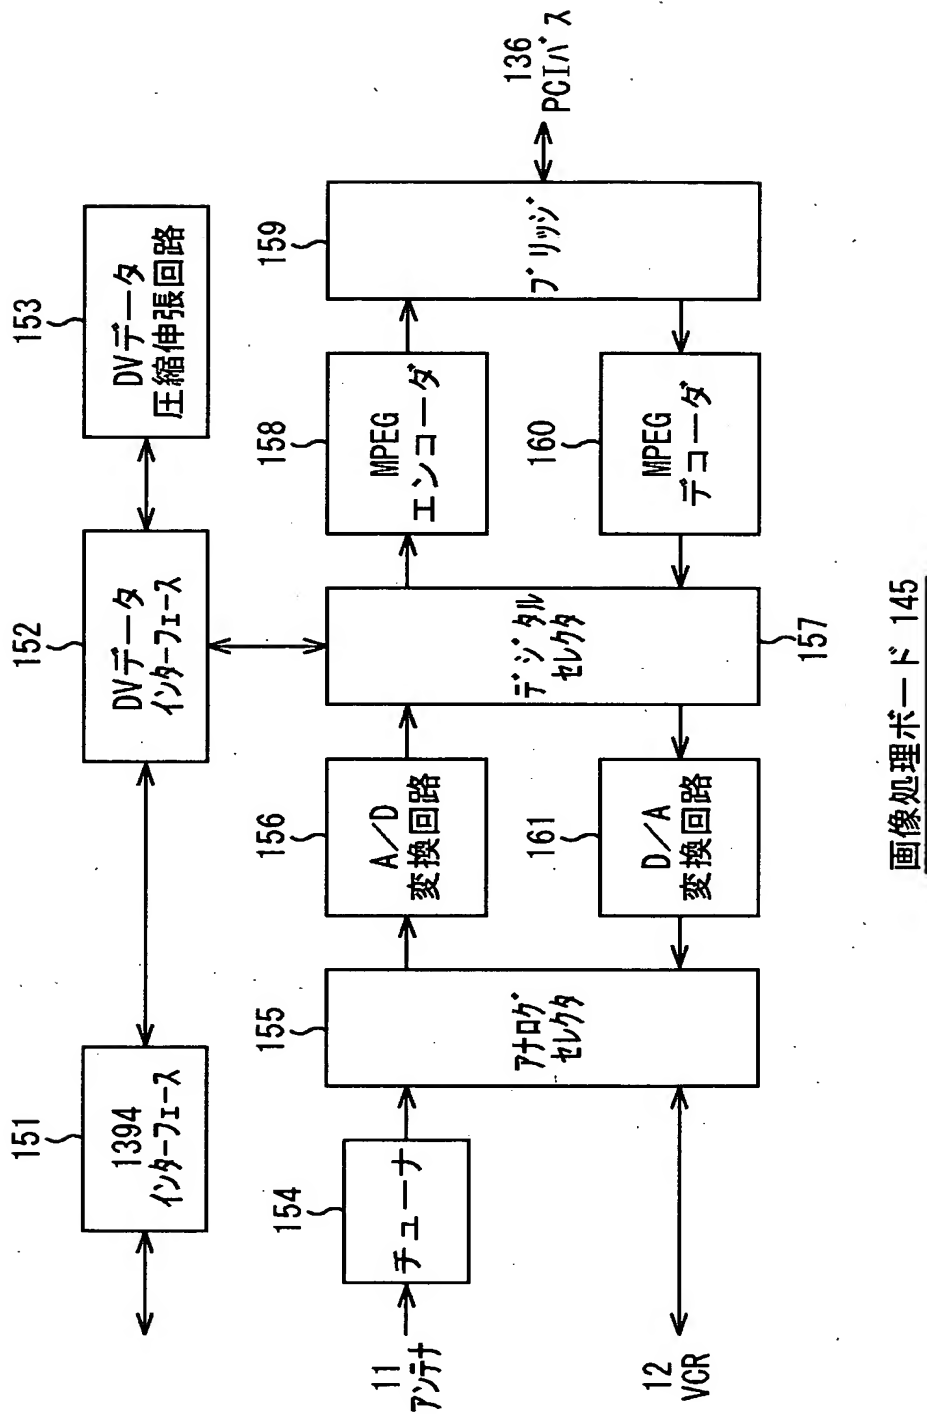 151
1394
インターフェース
152
DVデータ
インターフェース
153
DVデータ
圧縮伸張回路
11
アンテナ
154
チューナ
155
アナログ
セレクタ
156
A/D
変換回路
158
MPEG
エンコーダ
159
ブリッジ
136
PCIバス
12
VCR
161
D/A
変換回路
デジタル
セレクタ
157
160
MPEG
デコーダ
画像処理ボード 145